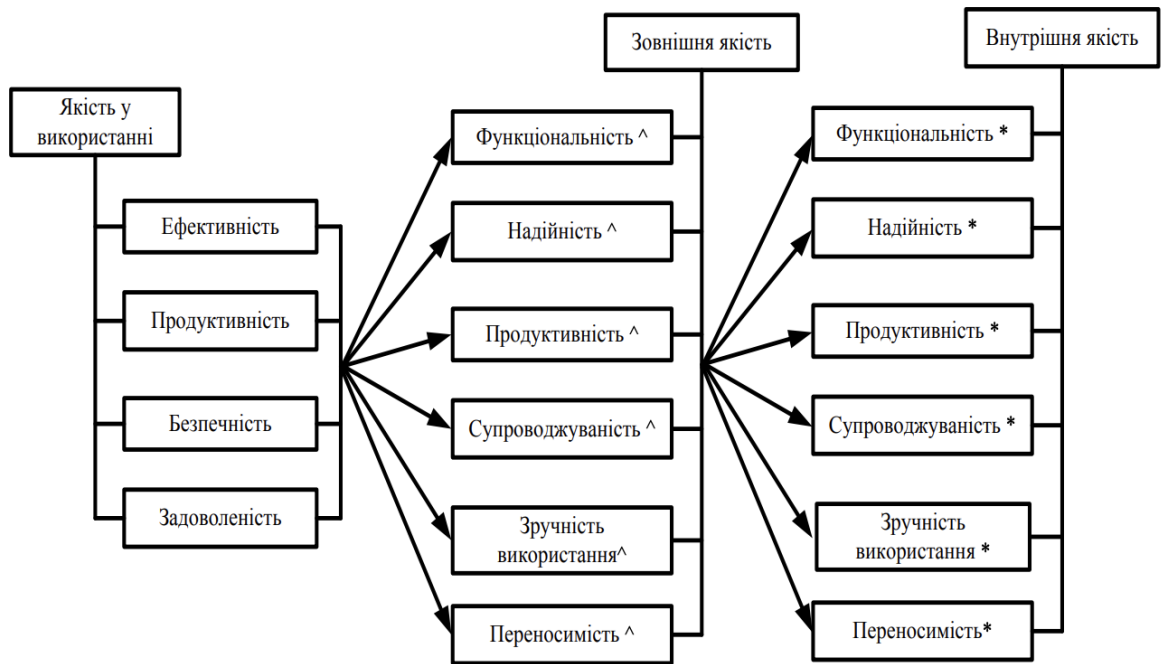 Зовнішня якість
Внутрішня якість
Якість у
використанні
Ефективність
Продуктивність
Безпечність
Задоволеність
Функціональність ^
Надійність ^
Продуктивність ^
Супроводжуваність ^
Зручність
використання^
Переносимість ^
Функціональність *
Надійність *
Продуктивність *
Супроводжуваність *
Зручність
використання *
Переносимість*